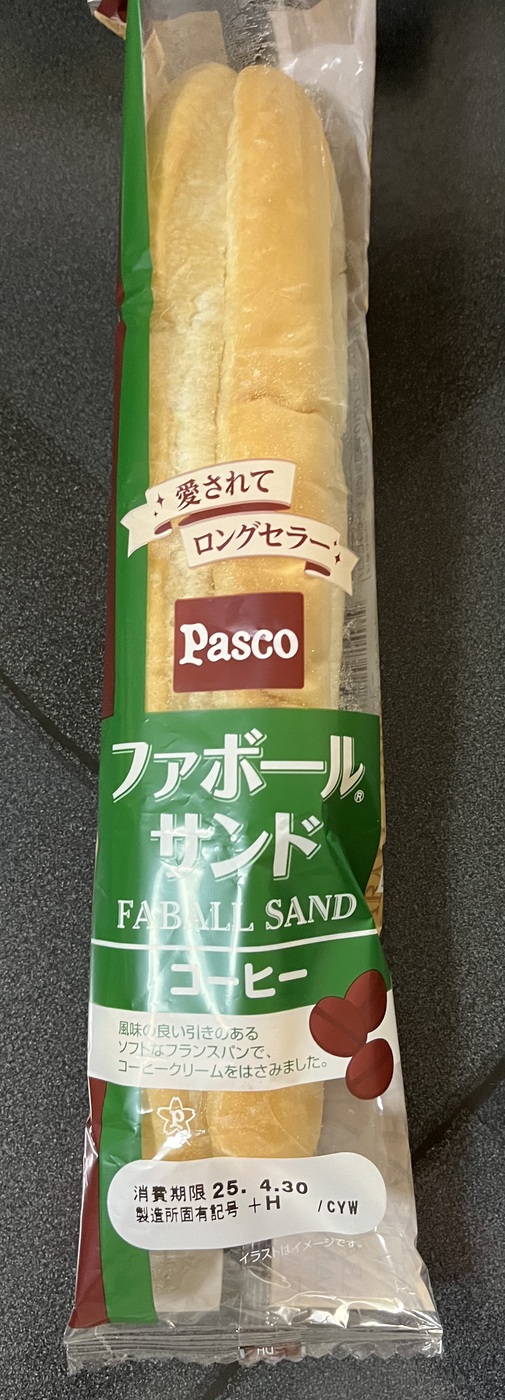 愛されて
ロングセラー
Pasco
ファボール®
サンド
FABALL SAND
コーヒー
風味の良い引きのある
ソフトなフランスパンで、
コーヒークリームをはさみました。
P
消費期限 25. 4.30
製造所固有記号 +H /CYW
イラストはイメージです。